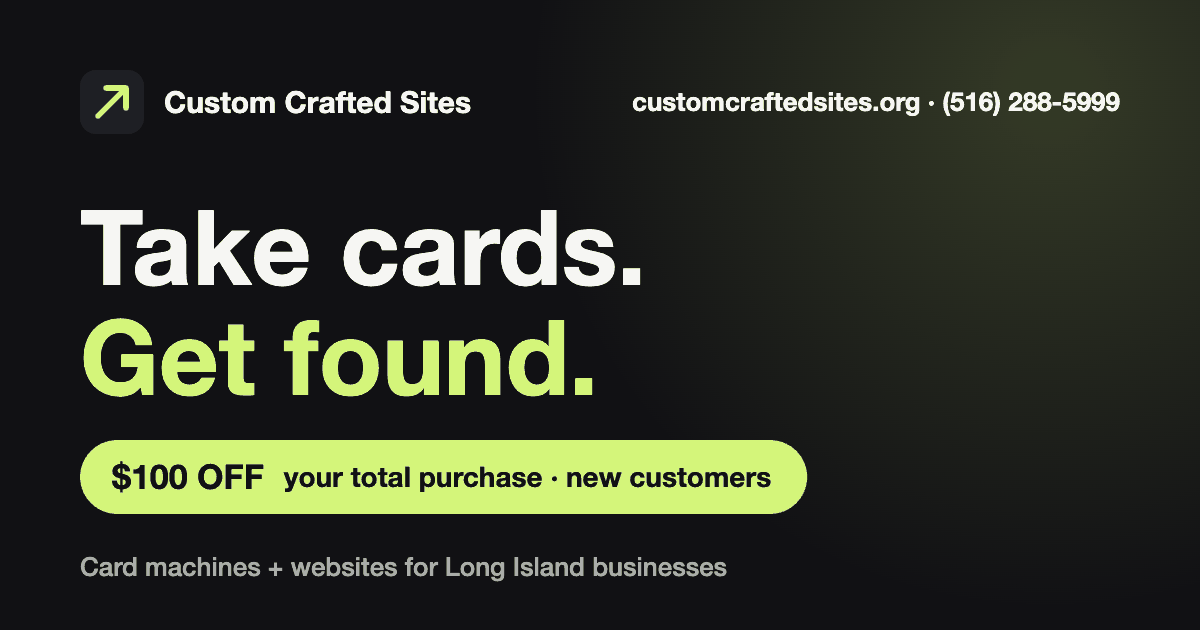 Custom Crafted Sites
customcraftedsites.org · (516) 288-5999
Take cards.
Get found.
$100 OFF your total purchase · new customers
Card machines + websites for Long Island businesses